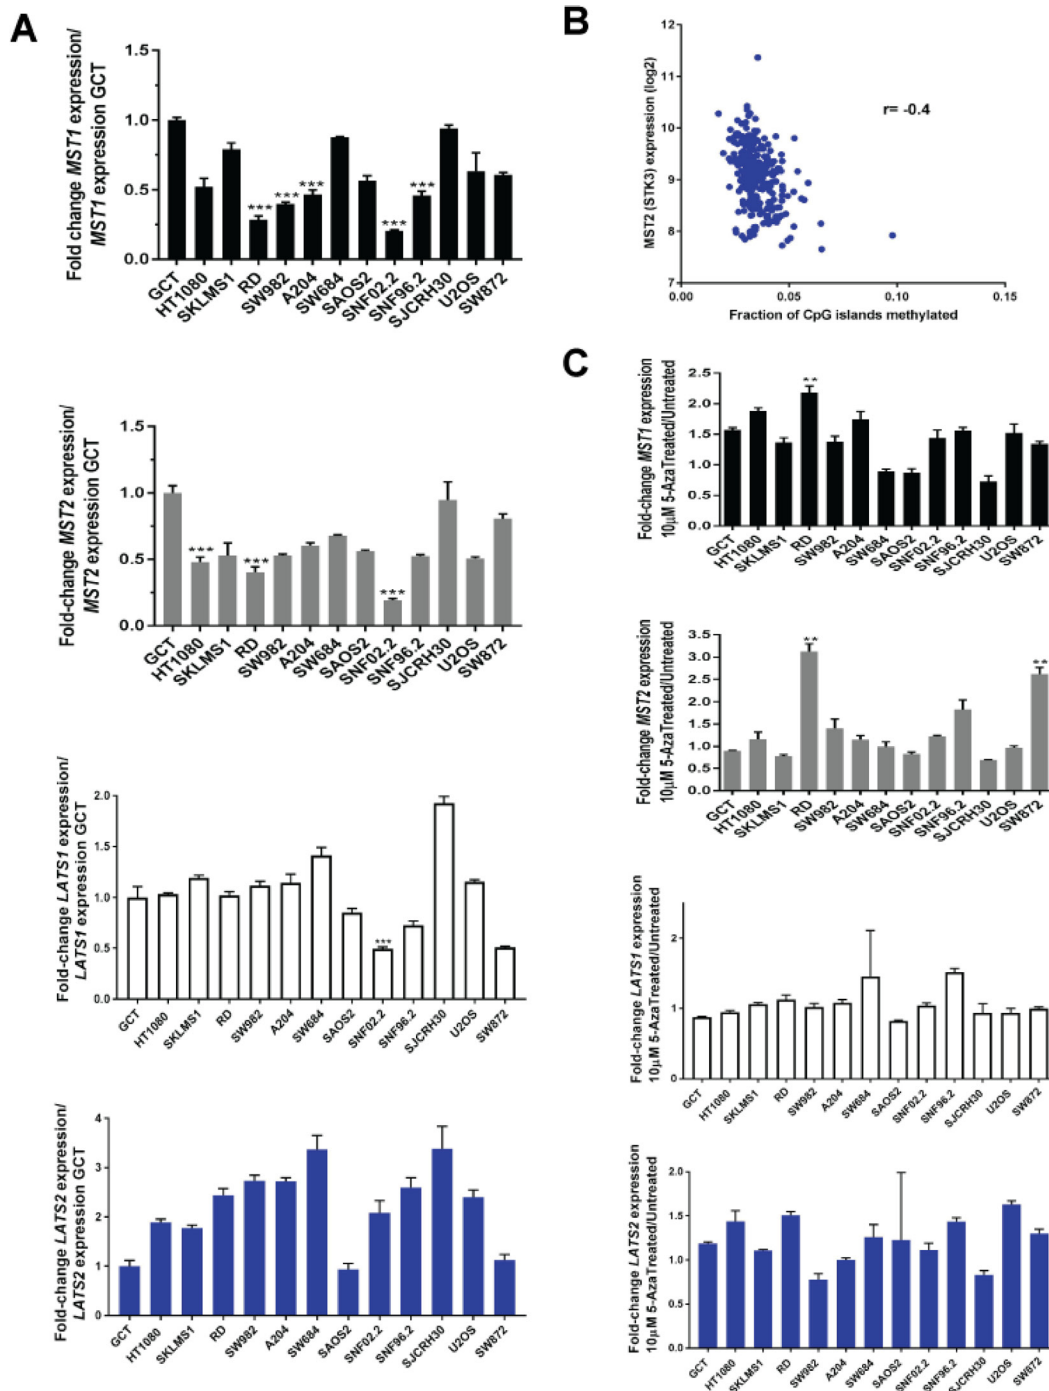 A
Fold change MST1 expression/
MST1 expression GCT
1.5
1.0
0.5
0.0
***
***
***
***
***
GCT
HT1080
SKLMS1
RD
SW982
A204
SW684
SAOS2
SNF02.2
SNF96.2
SJCRH30
U2OS
SW872
Fold-change MST2 expression/
MST2 expression GCT
1.5
1.0
0.5
0.0
***
***
***
GCT
HT1080
SKLMS1
RD
SW982
A204
SW684
SAOS2
SNF02.2
SNF96.2
SJCRH30
U2OS
SW872
Fold-change LATS1 expression/
LATS1 expression GCT
2.0
1.5
1.0
0.5
0.0
***
GCT
HT1080
SKLMS1
RD
SW982
A204
SW684
SAOS2
SNF02.2
SNF96.2
SJCRH30
U2OS
SW872
Fold-change LATS2 expression/
LATS2 expression GCT
4
3
2
1
0
GCT
HT1080
SKLMS1
RD
SW982
A204
SW684
SAOS2
SNF02.2
SNF96.2
SJCRH30
U2OS
SW872
B
MST2 (STK3) expression (log2)
12
11
10
9
8
7
r= -0.4
0.00
0.05
0.10
0.15
Fraction of CpG islands methylated
C
Fold-change MST1 expression
10µM 5-AzaTreated/Untreated
2.5
2.0
1.5
1.0
0.5
0.0
**
GCT
HT1080
SKLMS1
RD
SW982
A204
SW684
SAOS2
SNF02.2
SNF96.2
SJCRH30
U2OS
SW872
Fold-change MST2 expression
10µM 5-AzaTreated/Untreated
3.5
3.0
2.5
2.0
1.5
1.0
0.5
0.0
**
**
GCT
HT1080
SKLMS1
RD
SW982
A204
SW684
SAOS2
SNF02.2
SNF96.2
SJCRH30
U2OS
SW872
Fold-change LATS1 expression
10µM 5-AzaTreated/Untreated
2
1
0
GCT
HT1080
SKLMS1
RD
SW982
A204
SW684
SAOS2
SNF02.2
SNF96.2
SJCRH30
U2OS
SW872
Fold-change LATS2 expression
10µM 5-AzaTreated/Untreated
2.0
1.5
1.0
0.5
0.0
GCT
HT1080
SKLMS1
RD
SW982
A204
SW684
SAOS2
SNF02.2
SNF96.2
SJCRH30
U2OS
SW872